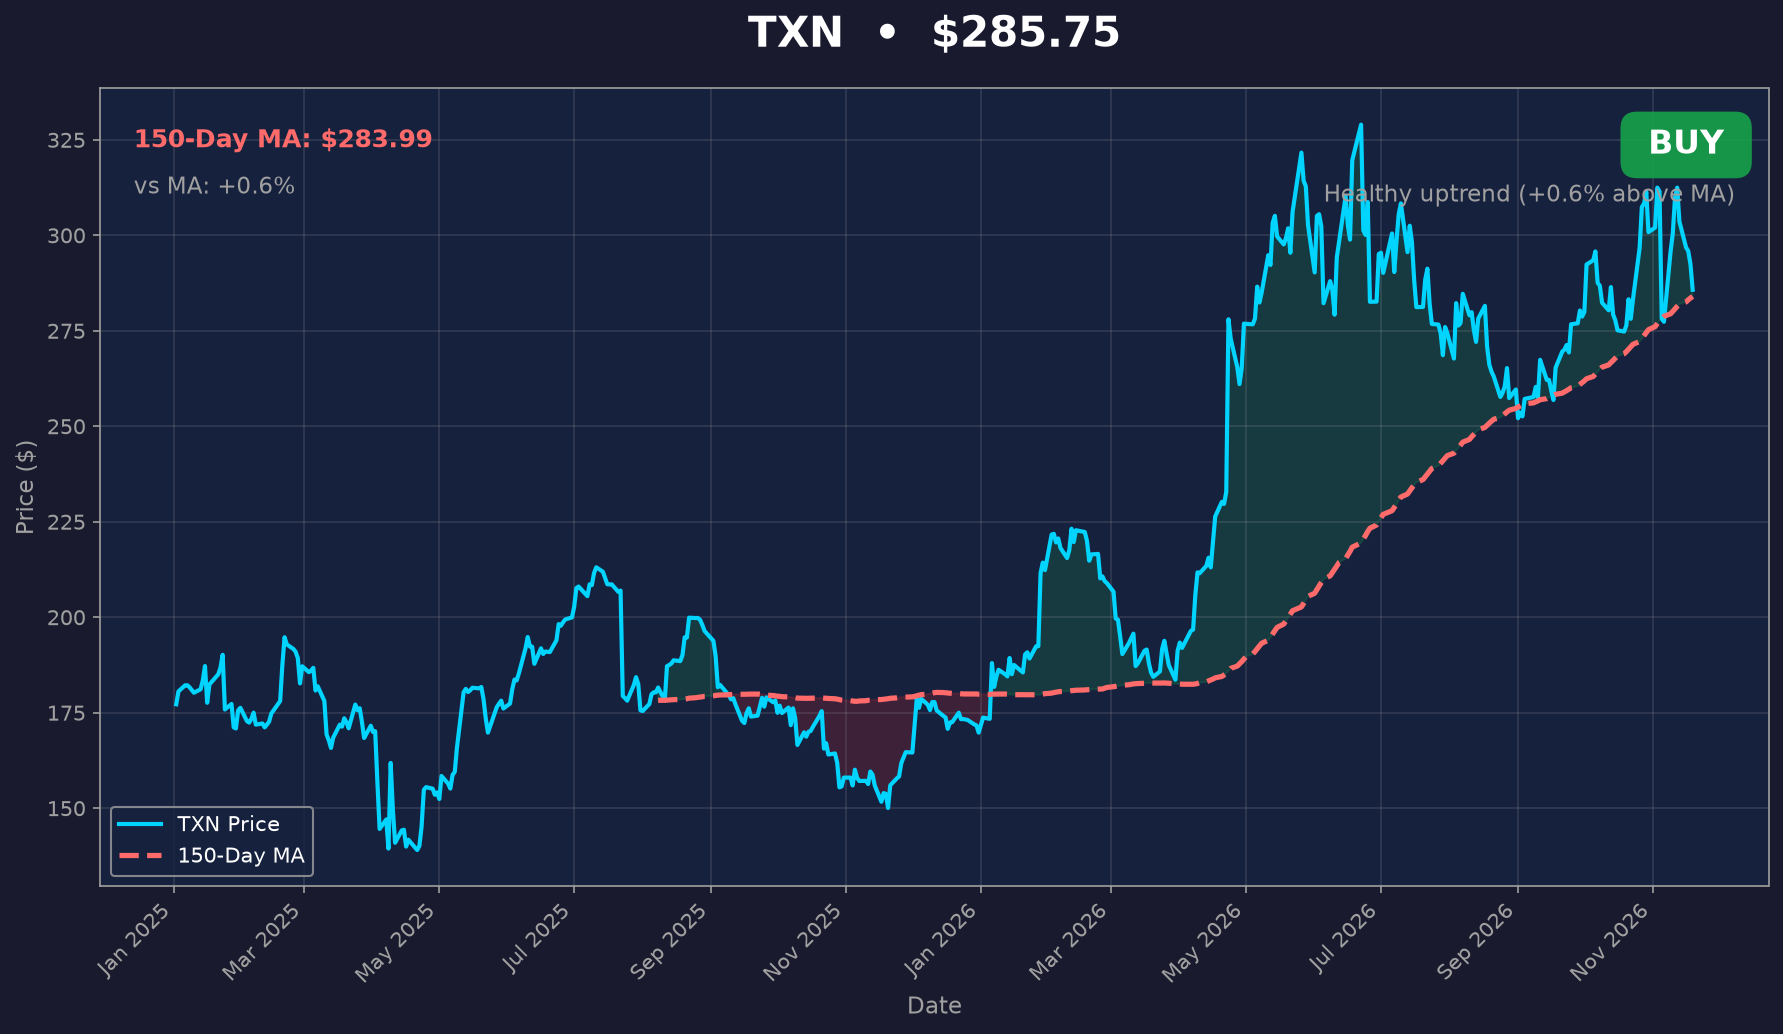 TXN • $285.75
150-Day MA: $283.99
vs MA: +0.6%
BUY
Healthy uptrend (+0.6% above MA)
Price ($)
325
300
275
250
225
200
175
150
TXN Price
150-Day MA
Jan 2025
Mar 2025
May 2025
Jul 2025
Sep 2025
Nov 2025
Jan 2026
Mar 2026
May 2026
Jul 2026
Sep 2026
Nov 2026
Date